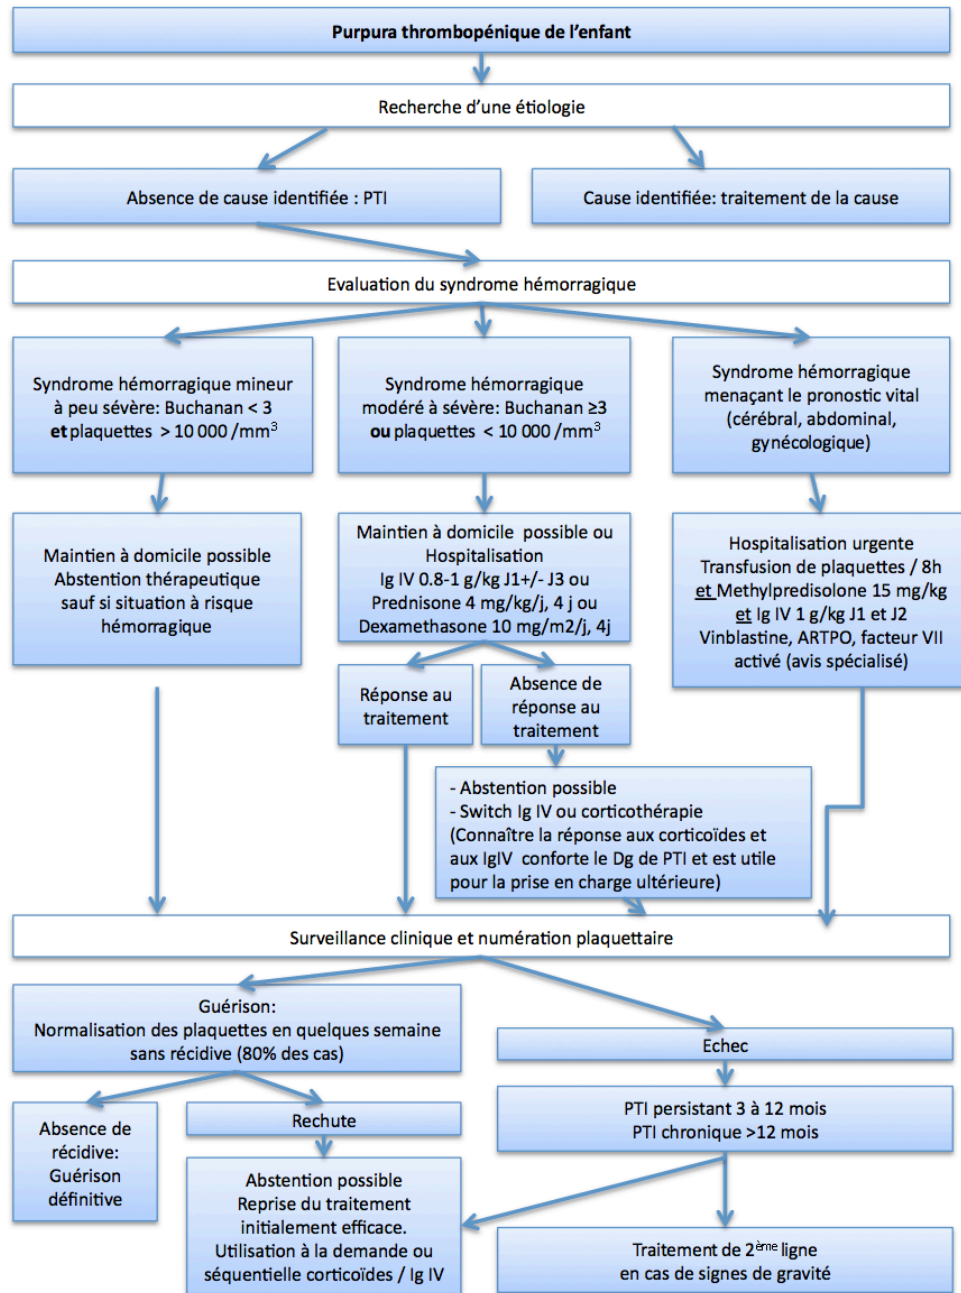 Purpura thrombopénique de l'enfant
Recherche d'une étiologie
Absence de cause identifiée : PTI
Cause identifiée: traitement de la cause
Evaluation du syndrome hémorragique
Syndrome hémorragique mineur
à peu sévère: Buchanan < 3
et plaquettes > 10 000 /mm³
Syndrome hémorragique
modéré à sévère: Buchanan ≥3
ou plaquettes < 10 000 /mm³
Syndrome hémorragique
menaçant le pronostic vital
(cérébral, abdominal,
gynécologique)
Maintien à domicile possible
Abstention thérapeutique
sauf si situation à risque
hémorragique
Maintien à domicile possible ou
Hospitalisation
Ig IV 0.8-1 g/kg J1+/- J3 ou
Prednisone 4 mg/kg/j, 4 j ou
Dexamethasone 10 mg/m2/j, 4j
Hospitalisation urgente
Transfusion de plaquettes / 8h
et Methylpredisolone 15 mg/kg
et Ig IV 1 g/kg J1 et J2
Vinblastine, ARTPO, facteur VII
activé (avis spécialisé)
Réponse au
traitement
Absence de
réponse au
traitement
- Abstention possible
- Switch Ig IV ou corticothérapie
(Connaître la réponse aux corticoïdes et
aux IgIV conforte le Dg de PTI et est utile
pour la prise en charge ultérieure)
Surveillance clinique et numération plaquettaire
Guérison:
Normalisation des plaquettes en quelques semaine
sans récidive (80% des cas)
Echec
Absence de
récidive:
Guérison
définitive
Rechute
PTI persistant 3 à 12 mois
PTI chronique >12 mois
Abstention possible
Reprise du traitement
initialement efficace.
Utilisation à la demande ou
séquentielle corticoïdes / Ig IV
Traitement de 2ème ligne
en cas de signes de gravité